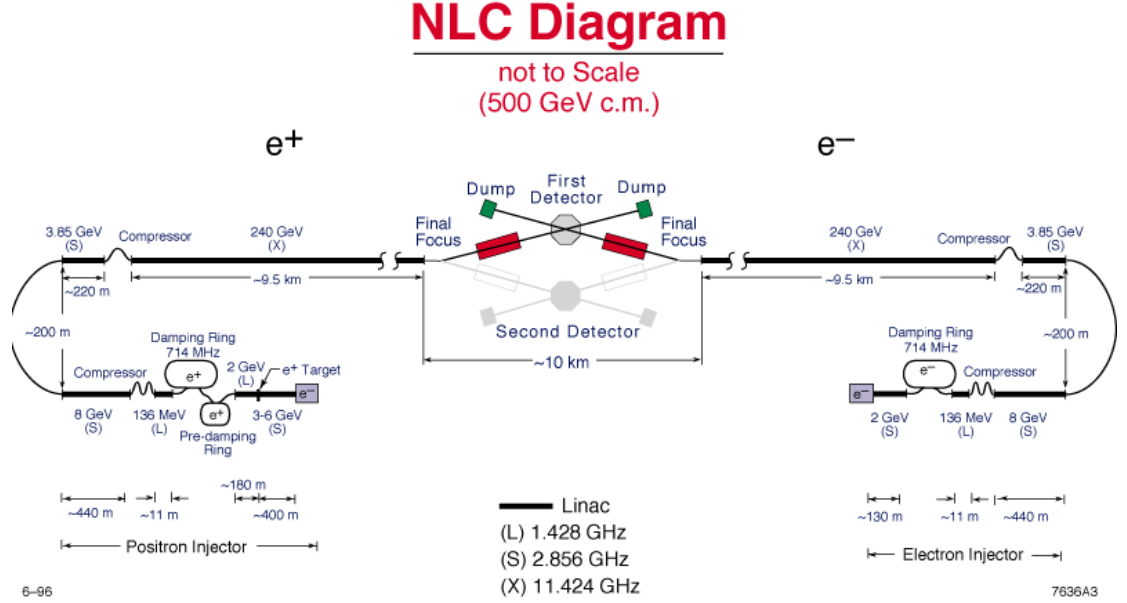 NLC Diagram
not to Scale
(500 GeV c.m.)
e+
e–
Dump
First
Detector
Dump
Final
Focus
Final
Focus
3.85 GeV
(S)
Compressor
240 GeV
(X)
240 GeV
(X)
Compressor
3.85 GeV
(S)
~220 m
~9.5 km
~9.5 km
~220 m
~200 m
Second Detector
~200 m
~10 km
Damping Ring
714 MHz
Compressor
e+
2 GeV
(L)
e+ Target
e–
8 GeV
(S)
136 MeV
(L)
e+
3-6 GeV
(S)
Pre-damping
Ring
Damping Ring
714 MHz
e–
Compressor
e–
2 GeV
(S)
136 MeV
(L)
8 GeV
(S)
~180 m
~440 m
~11 m
~400 m
Positron Injector
Linac
(L) 1.428 GHz
(S) 2.856 GHz
(X) 11.424 GHz
~130 m
~11 m
~440 m
Electron Injector
6–96
7636A3